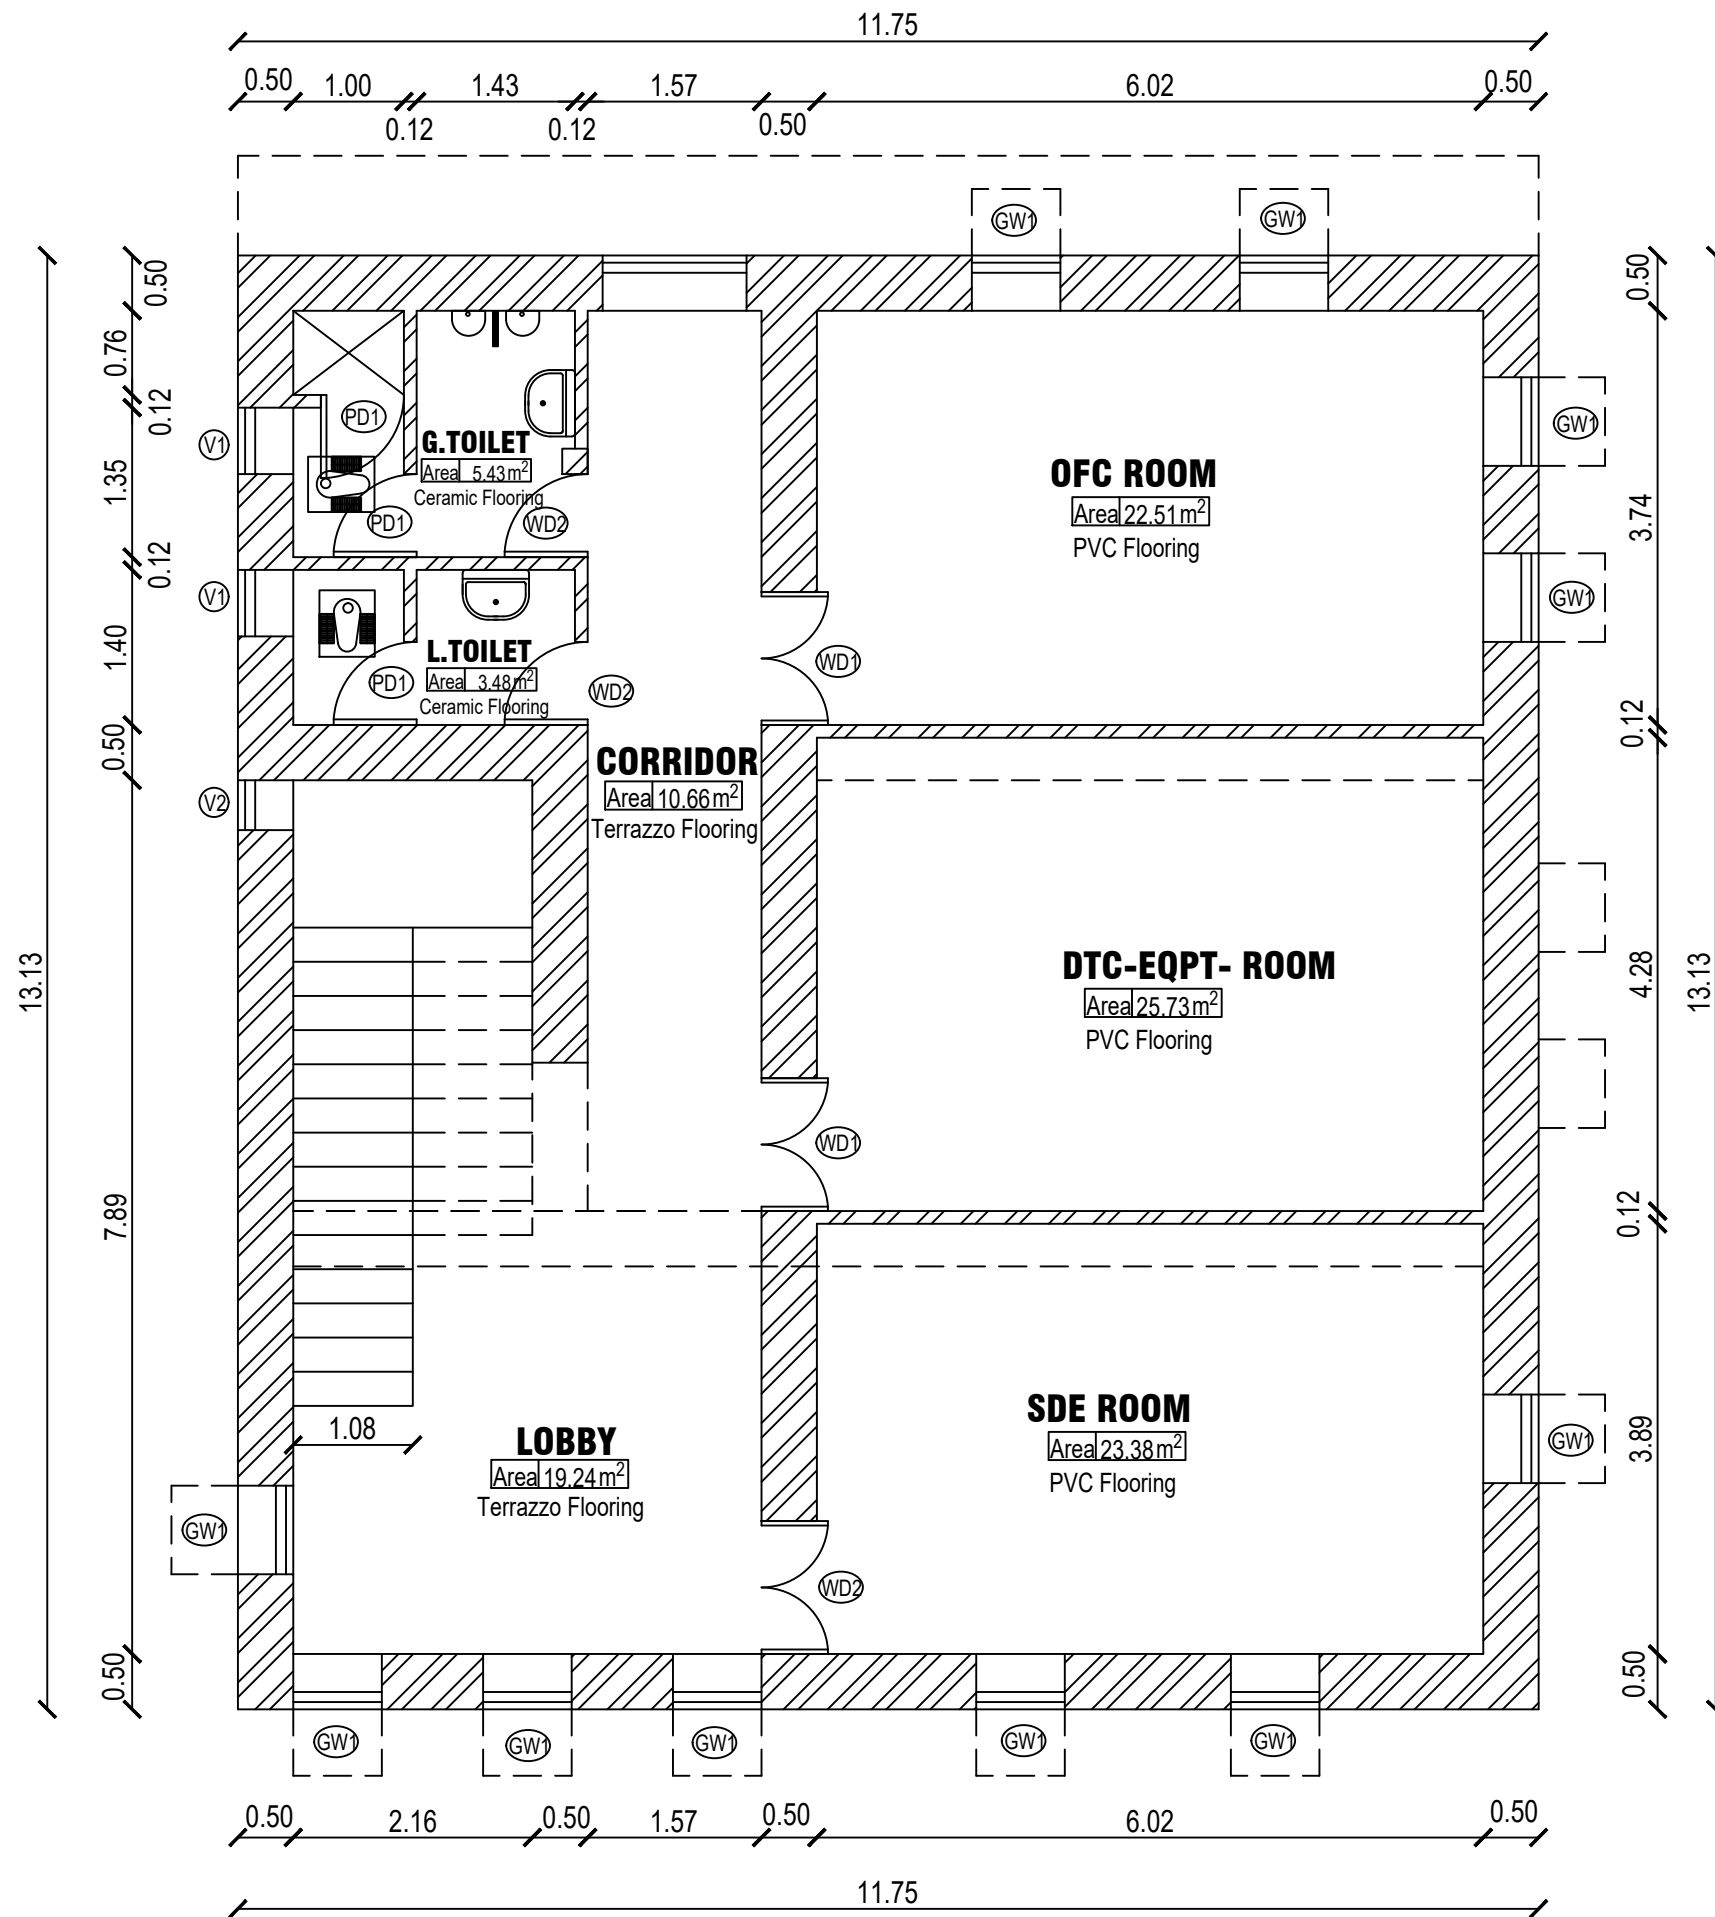 11.75
0.50 1.00 1.43 1.57 6.02 0.50
0.12 0.12 0.50
GW1 GW1
0.50 0.50
0.76
0.12 PD1
V1 G.TOILET GW1
Area 5.43m²
Ceramic Flooring
OFC ROOM
Area 22.51m²
PVC Flooring
1.35 PD1 WD2 3.74
0.12
V1 GW1
1.40 L.TOILET
Area 3.48m²
Ceramic Flooring
PD1 WD2 WD1
0.50 0.12
CORRIDOR
Area 10.66m²
Terrazzo Flooring
V2
13.13 4.28 13.13
DTC-EQPT- ROOM
Area 25.73m²
PVC Flooring
WD1
7.89 0.12
SDE ROOM
Area 23.38m²
PVC Flooring
1.08
LOBBY
Area 19.24m²
Terrazzo Flooring
GW1 3.89
GW1
WD2
0.50 0.50
GW1 GW1 GW1 GW1 GW1
0.50 2.16 0.50 1.57 0.50 6.02 0.50
11.75